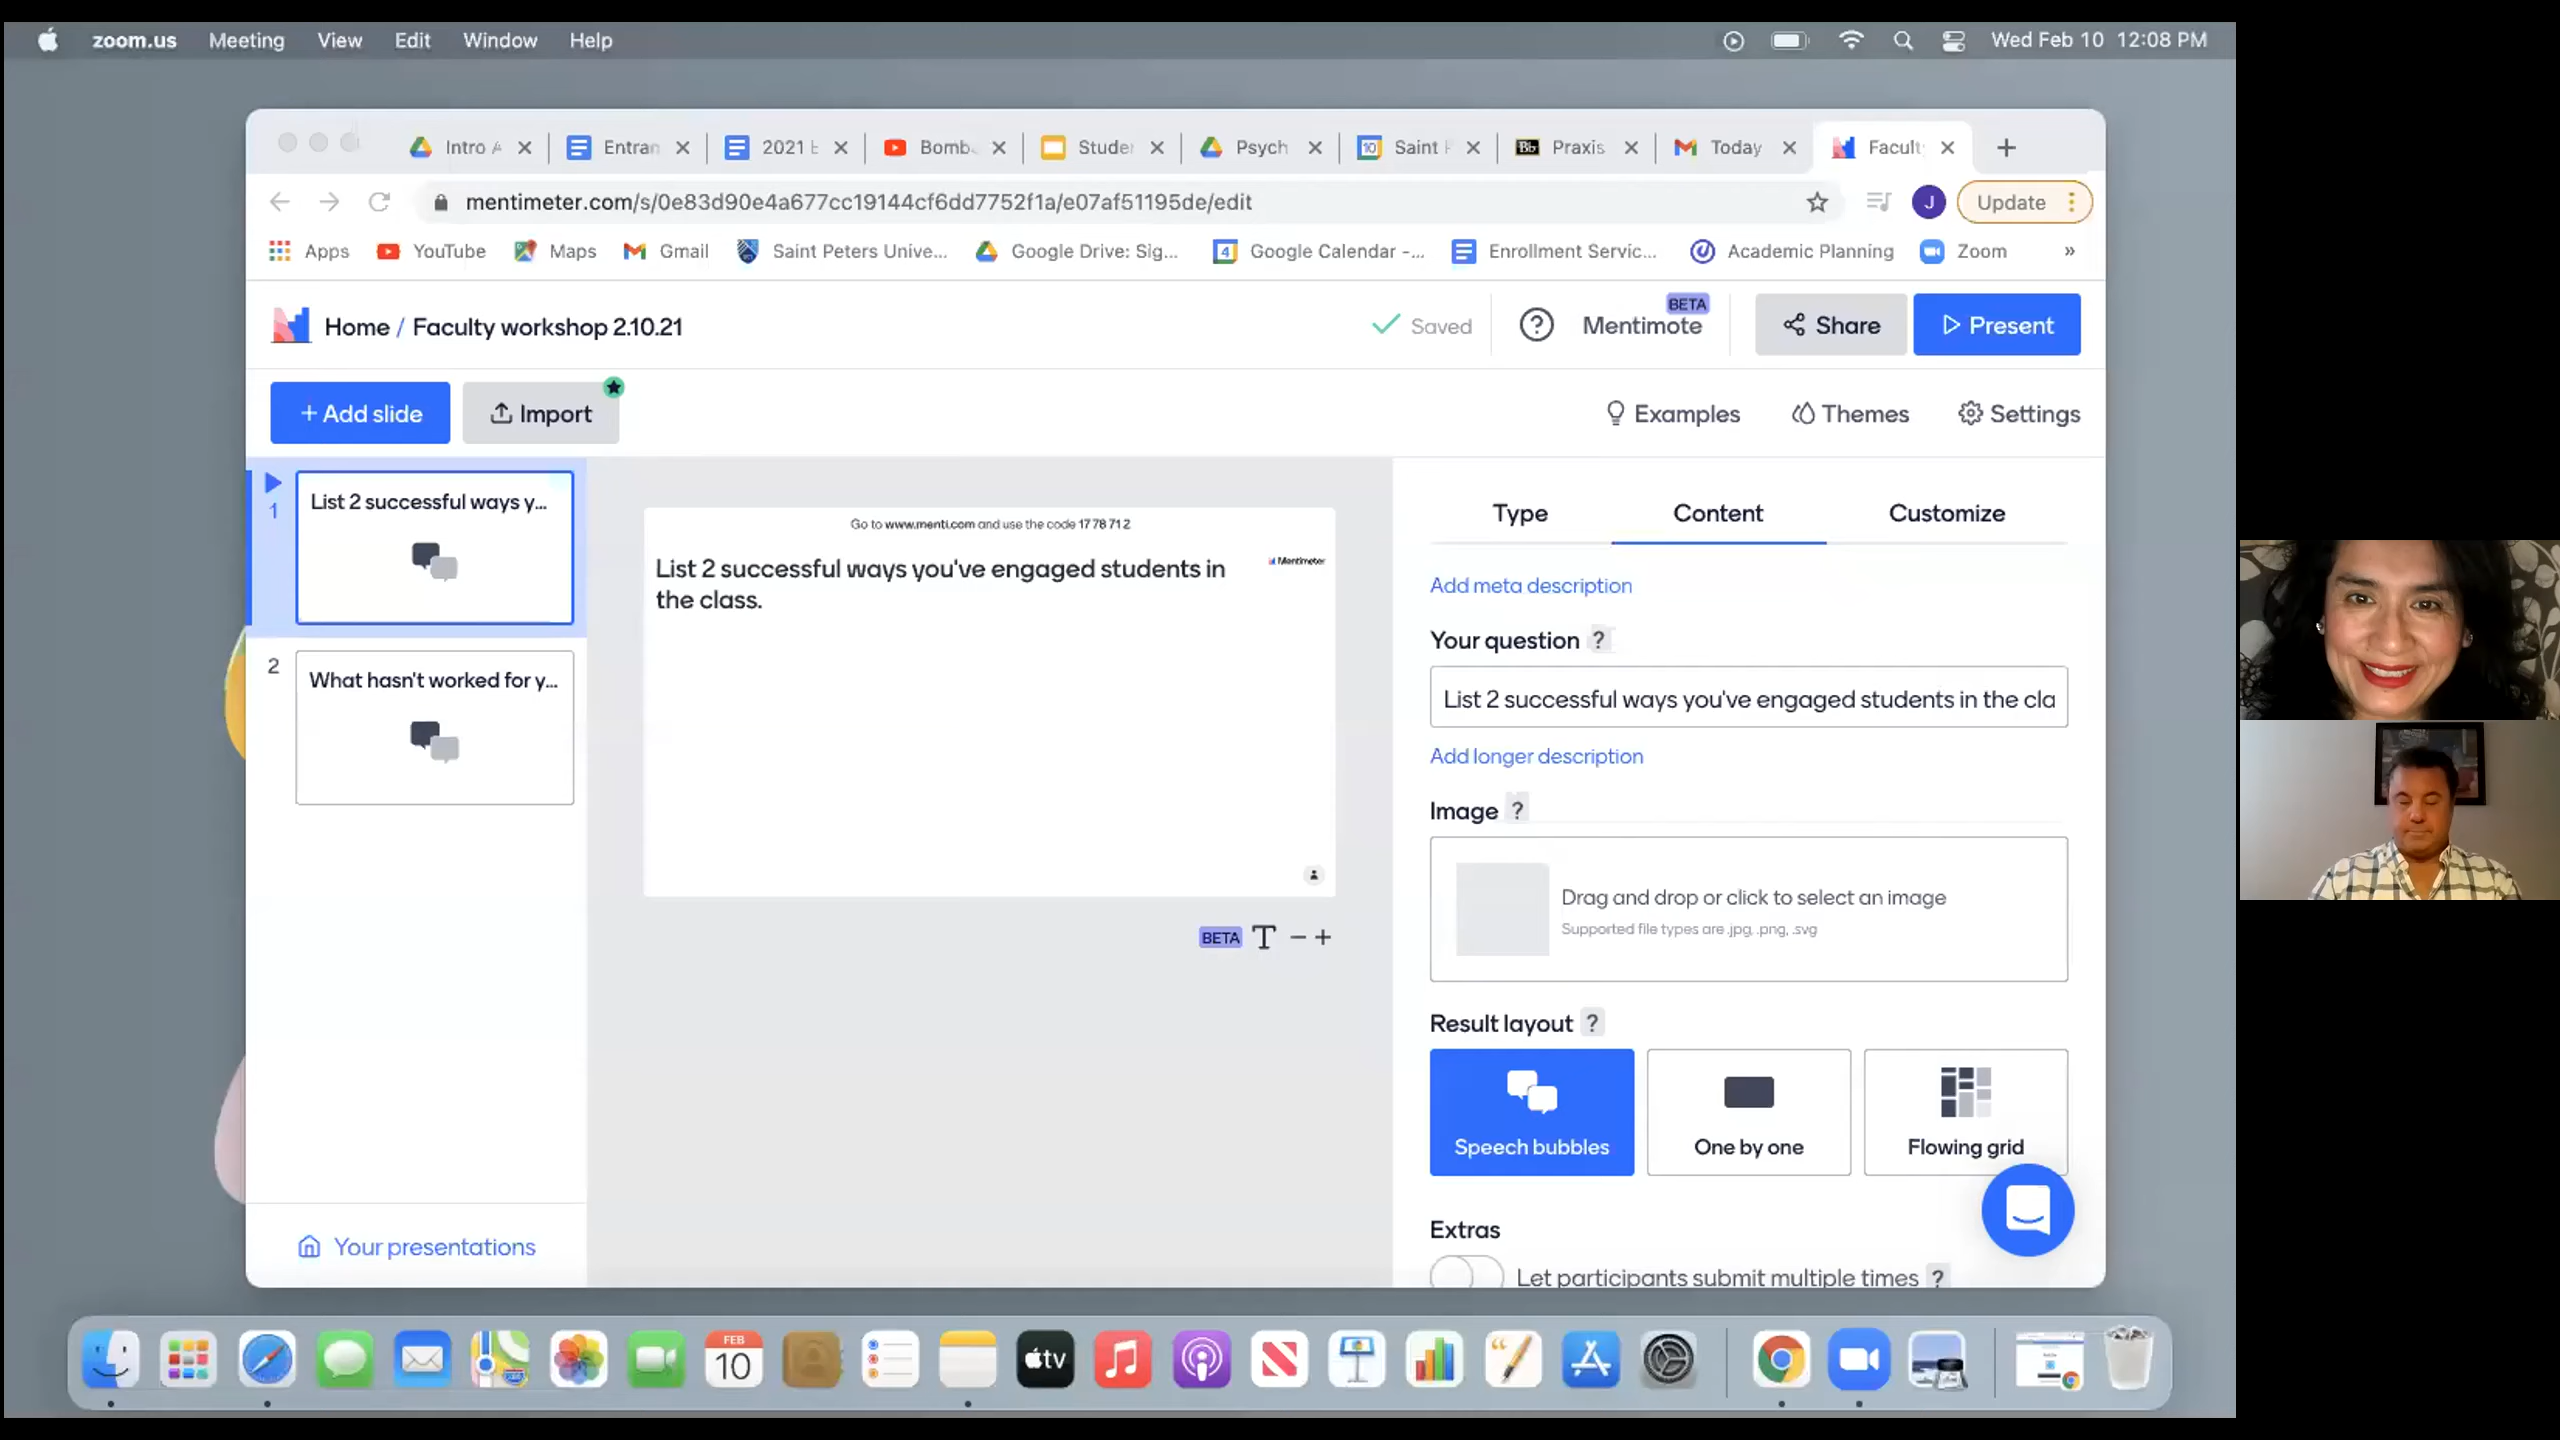 zoom.us Meeting View Edit Window Help Wed Feb 10 12:08 PM
Intro A Entran 2021 E Bomb Studen Psych 10 Saint P Bb Praxis Today Facult
mentimeter.com/s/0e83d90e4a677cc19144cf6dd7752f1a/e07af51195de/edit J Update
Apps YouTube Maps Gmail Saint Peters Unive... Google Drive: Sig... 4 Google Calendar -... Enrollment Servic... Academic Planning Zoom »
BETA
Home / Faculty workshop 2.10.21 Saved ? Mentimote Share Present
+ Add slide Import Examples Themes Settings
1 List 2 successful ways y...
2 What hasn't worked for y...
Your presentations
Go to www.menti.com and use the code 1778 71 2
Mentimeter
List 2 successful ways you've engaged students in
the class.
BETA T − +
Type Content Customize
Add meta description
Your question ?
List 2 successful ways you've engaged students in the cla
Add longer description
Image ?
Drag and drop or click to select an image
Supported file types are .jpg, .png, .svg
Result layout ?
Speech bubbles One by one Flowing grid
Extras
Let participants submit multiple times ?
FEB
10
tv